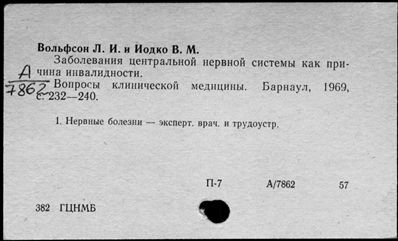 Вольфсон Л. И. и Иодко В. М.
Заболевания центральной нервной системы как при-
чина инвалидности.
А
7862
Вопросы клинической медицины. Барнаул, 1969,
с. 232—240.
1. Нервные болезни — эксперт. врач. и трудоустр.
П-7 А/7862 57
382 ГЦНМБ